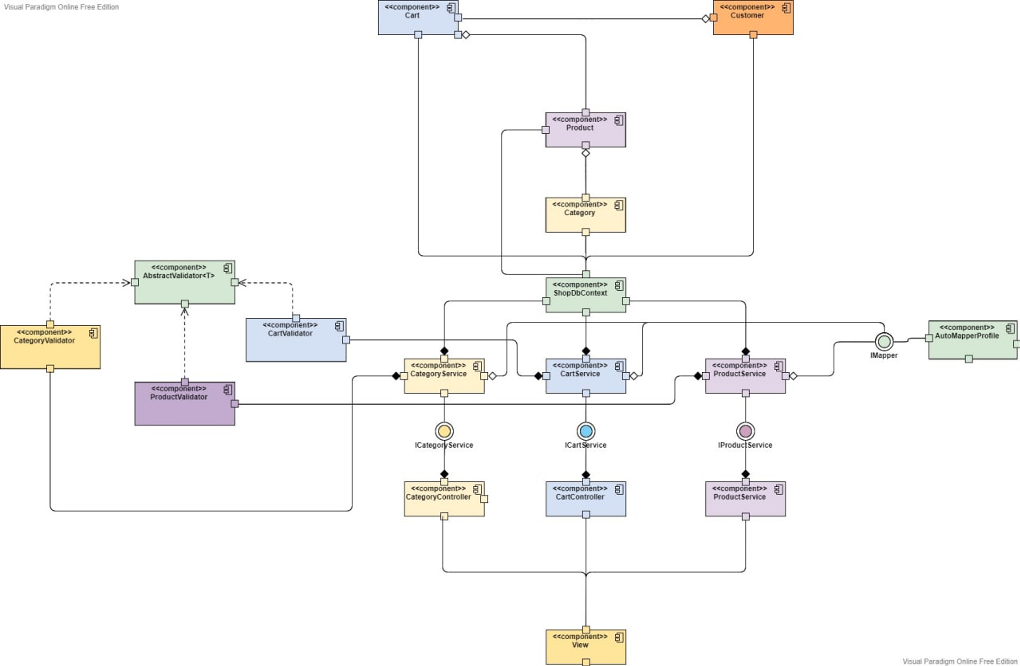 Visual Paradigm Online Free Edition
<<component>>
Cart
<<component>>
Customer
<<component>>
Product
<<component>>
Category
<<component>>
AbstractValidator<T>
<<component>>
ShopDbContext
<<component>>
CategoryValidator
<<component>>
CartValidator
<<component>>
AutoMapperProfile
IMapper
<<component>>
CategoryService
<<component>>
CartService
<<component>>
ProductService
<<component>>
ProductValidator
ICategoryService
ICartService
IProductService
<<component>>
CategoryController
<<component>>
CartController
<<component>>
ProductService
<<component>>
View
Visual Paradigm Online Free Edition